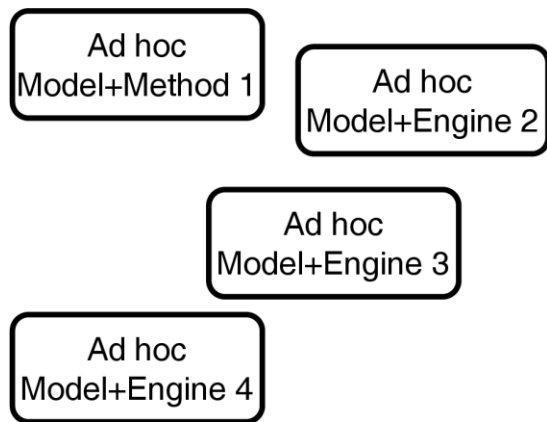 Ad hoc
Model+Method 1
Ad hoc
Model+Engine 2
Ad hoc
Model+Engine 3
Ad hoc
Model+Engine 4